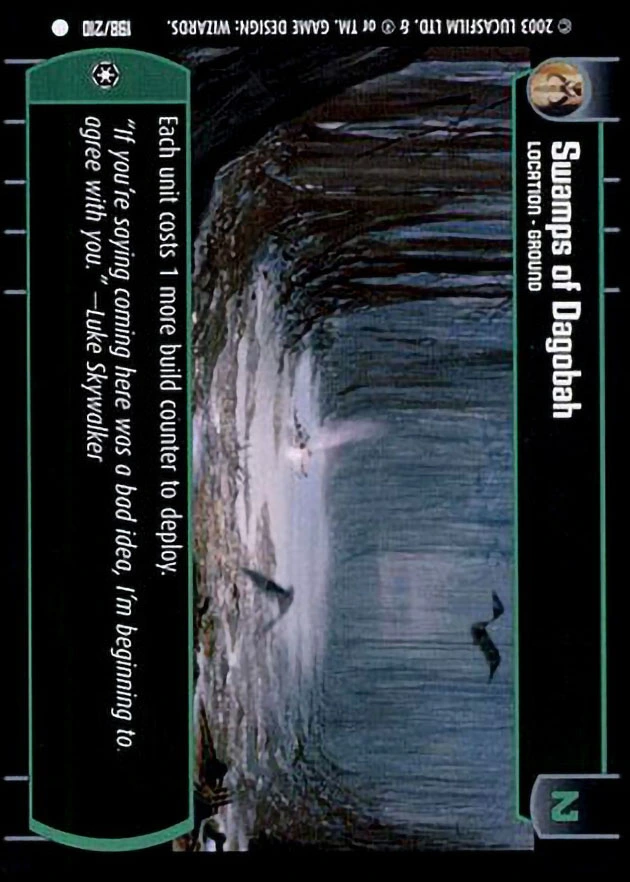 Swamps of Dagobah
2
LOCATION • GROUND
Each unit costs 1 more build counter to deploy.
"If you're saying coming here was a bad idea, I'm beginning to
agree with you." —Luke Skywalker
© 2003 LUCASFILM LTD. & ® or TM. GAME DESIGN: WIZARDS.
198/210